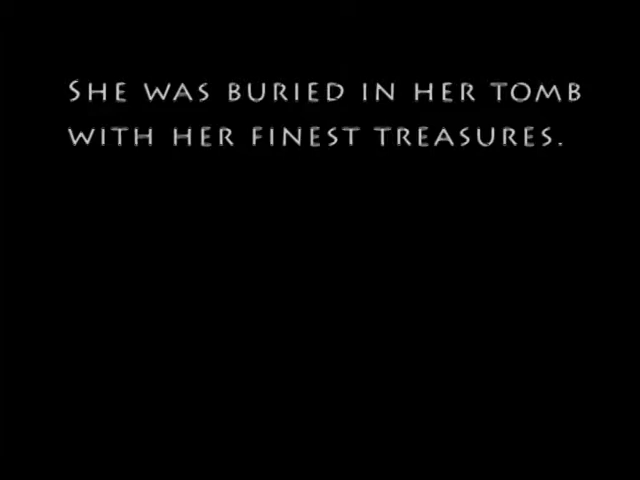 She was buried in her tomb
with her finest treasures.